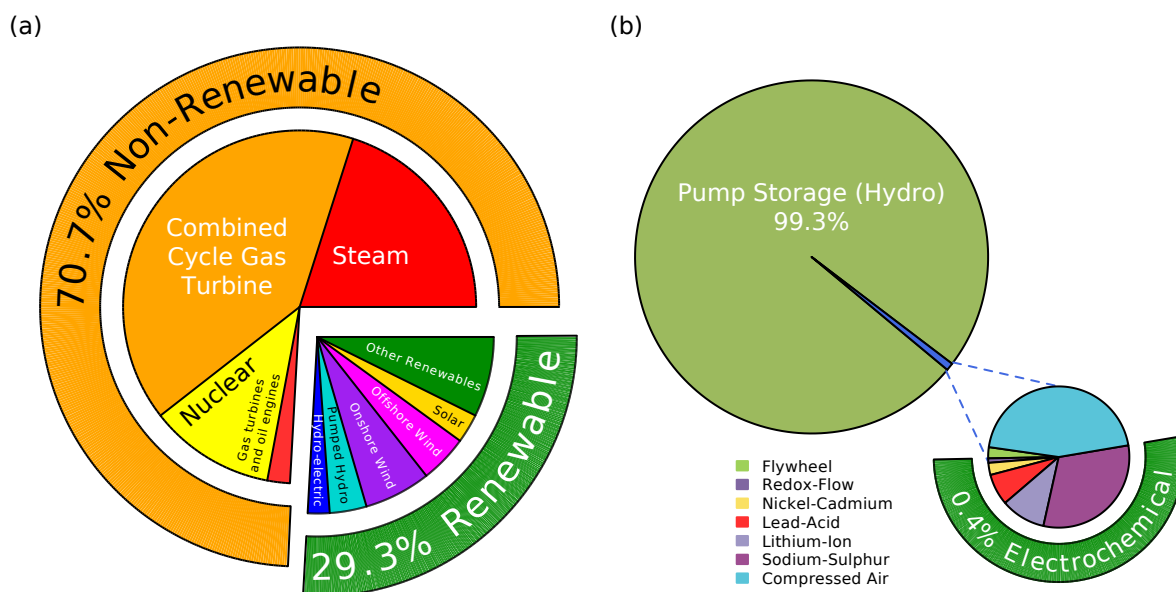 (a)
70.7% Non-Renewable
Combined
Cycle Gas
Turbine
Steam
Nuclear
Gas turbines
and oil engines
Other Renewables
Solar
Offshore Wind
Onshore Wind
Pumped Hydro
Hydro-electric
29.3% Renewable
(b)
Pump Storage (Hydro)
99.3%
Flywheel
Redox-Flow
Nickel-Cadmium
Lead-Acid
Lithium-Ion
Sodium-Sulphur
Compressed Air
0.4% Electrochemical